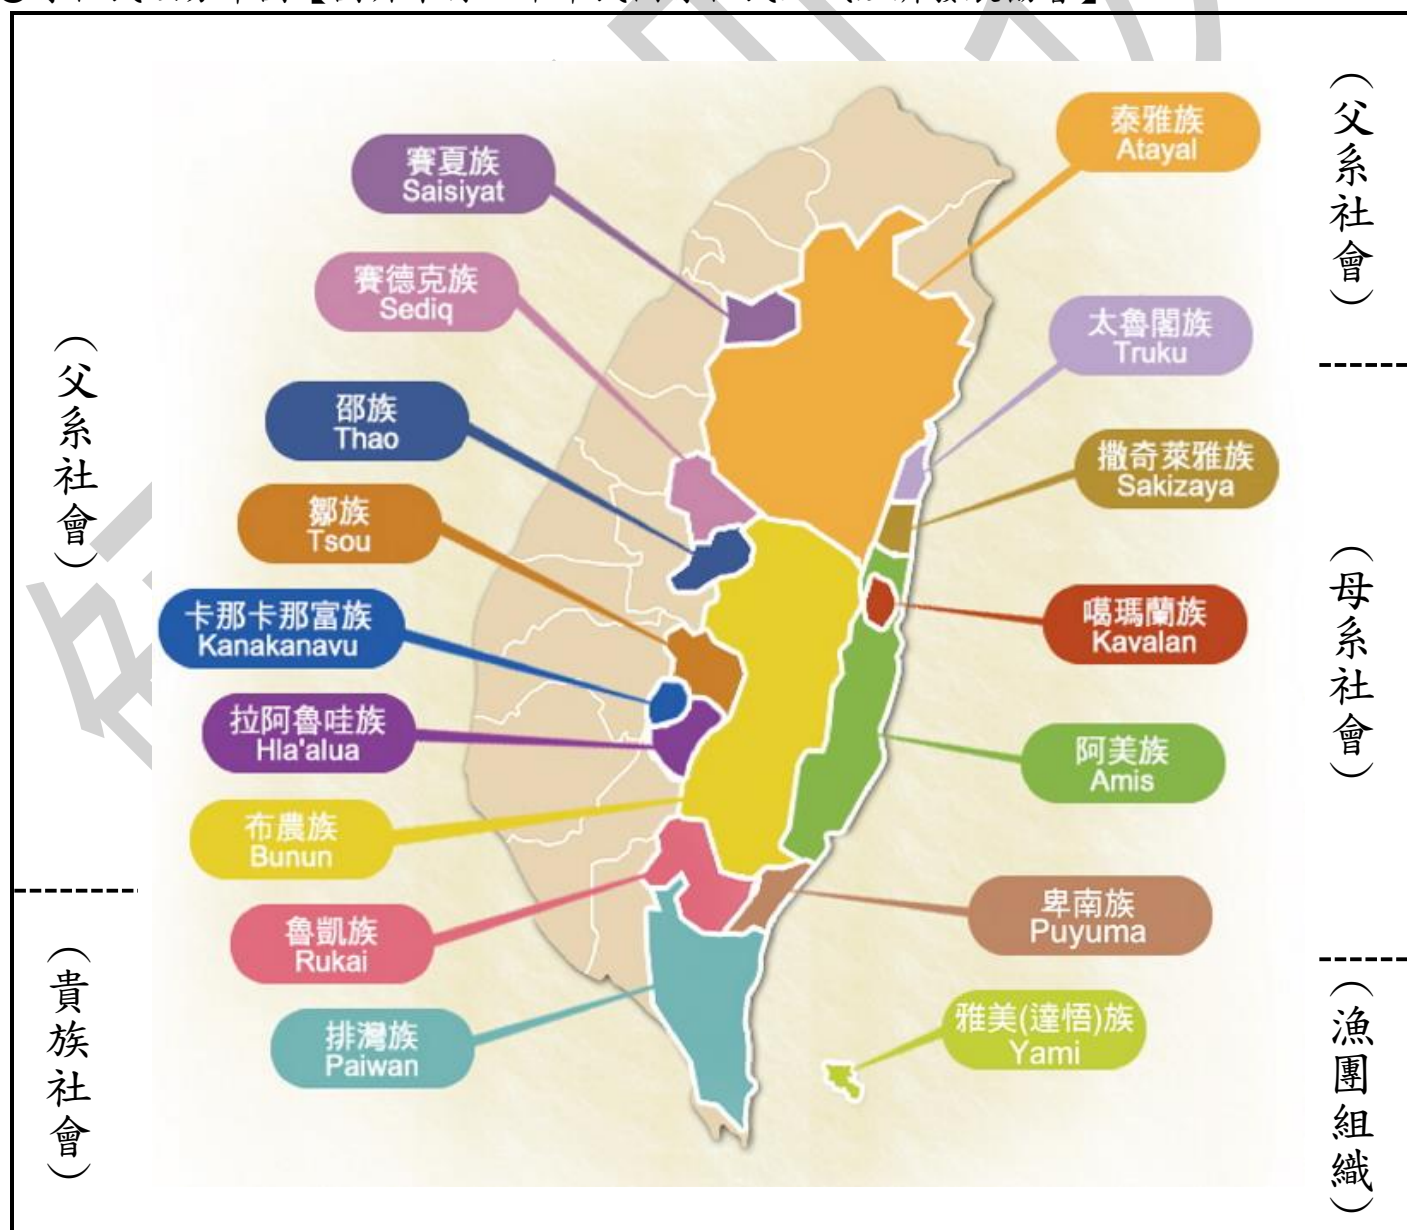 (父系社會)
賽夏族
Saisiyat
賽德克族
Sediq
邵族
Thao
鄒族
Tsou
卡那卡那富族
Kanakanavu
拉阿魯哇族
Hla'alua
布農族
Bunun
(貴族社會)
魯凱族
Rukai
排灣族
Paiwan
(父系社會)
泰雅族
Atayal
太魯閣族
Truku
(母系社會)
撒奇萊雅族
Sakizaya
噶瑪蘭族
Kavalan
阿美族
Amis
卑南族
Puyuma
(漁團組織)
雅美(達悟)族
Yami